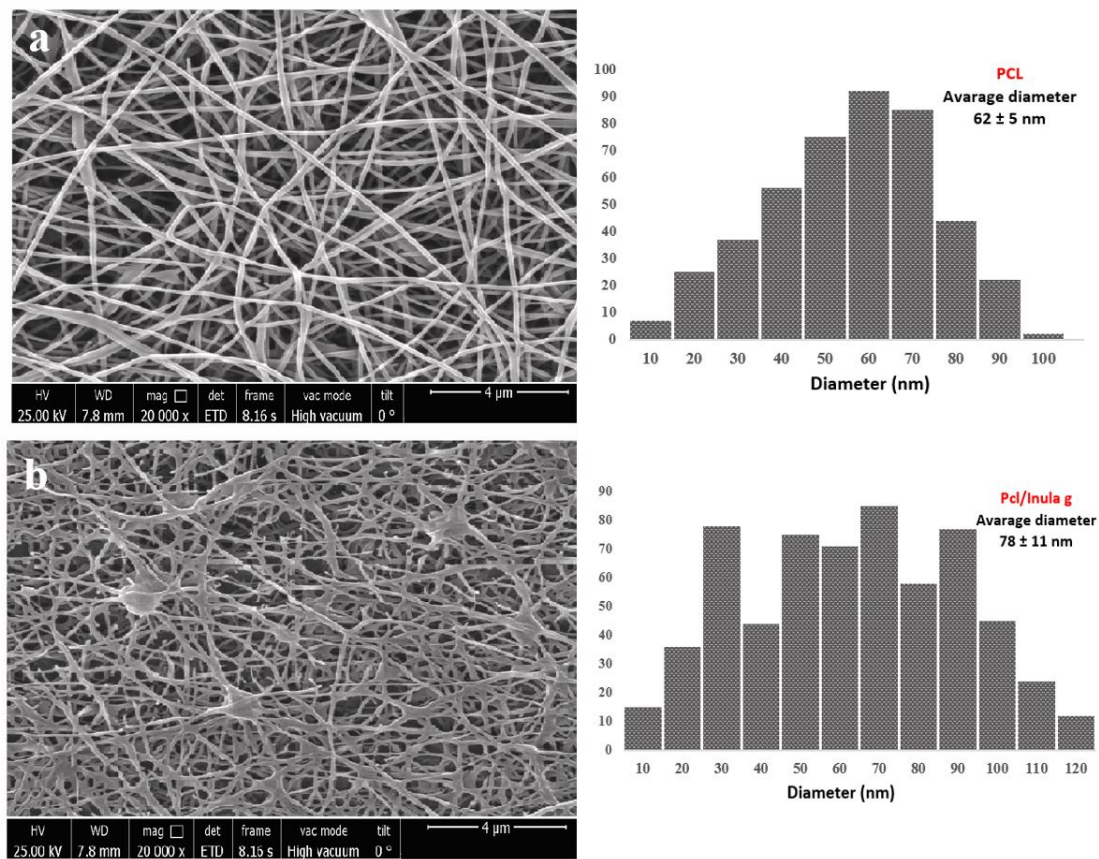 a
HV WD mag det frame vac mode tilt
25.00 kV 7.8 mm 20 000 x ETD 8.16 s High vacuum 0 °
4 µm
PCL
Avarage diameter
62 ± 5 nm
100
90
80
70
60
50
40
30
20
10
0
10 20 30 40 50 60 70 80 90 100
Diameter (nm)
b
HV WD mag det frame vac mode tilt
25.00 kV 7.8 mm 20 000 x ETD 8.16 s High vacuum 0 °
4 µm
Pcl/Inula g
Avarage diameter
78 ± 11 nm
90
80
70
60
50
40
30
20
10
0
10 20 30 40 50 60 70 80 90 100 110 120
Diameter (nm)